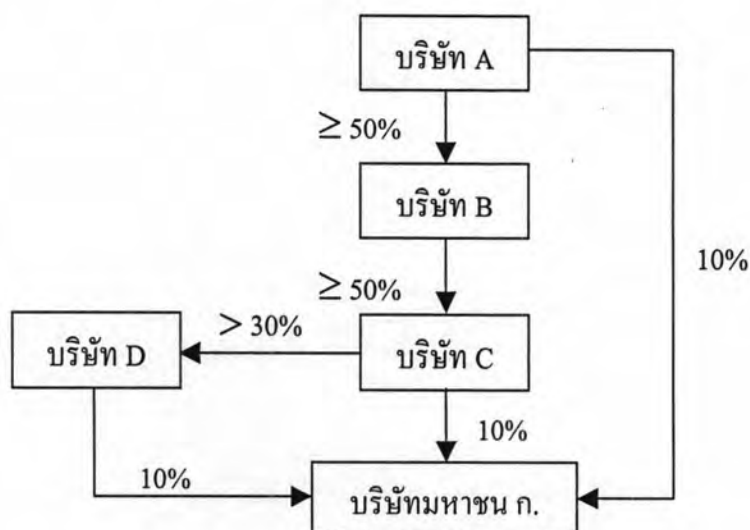 บริษัท A
≥ 50%
บริษัท B
10%
≥ 50%
> 30%
บริษัท D
บริษัท C
10%
10%
บริษัทมหาชน ก.